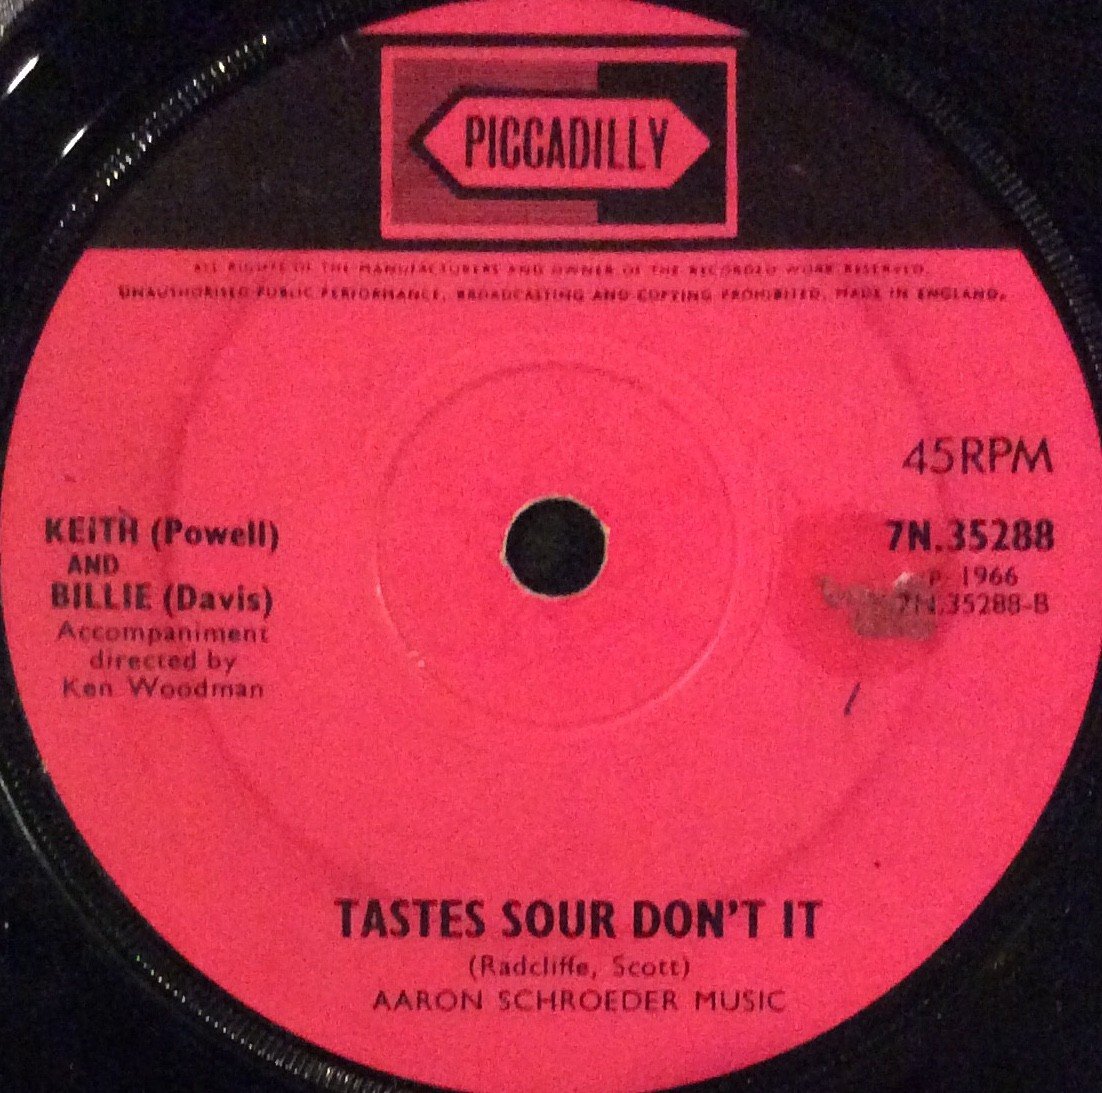 PICCADILLY
ALL RIGHTS OF THE MANUFACTURERS AND OWNER OF THE RECORDED WORK RESERVED.
UNAUTHORISED PUBLIC PERFORMANCE, BROADCASTING AND COPYING PROHIBITED. MADE IN ENGLAND.
45RPM
KEITH (Powell)
AND
BILLIE (Davis)
Accompaniment
directed by
Ken Woodman
7N.35288
P 1966
7N.35288-B
TASTES SOUR DON'T IT
(Radcliffe, Scott)
AARON SCHROEDER MUSIC